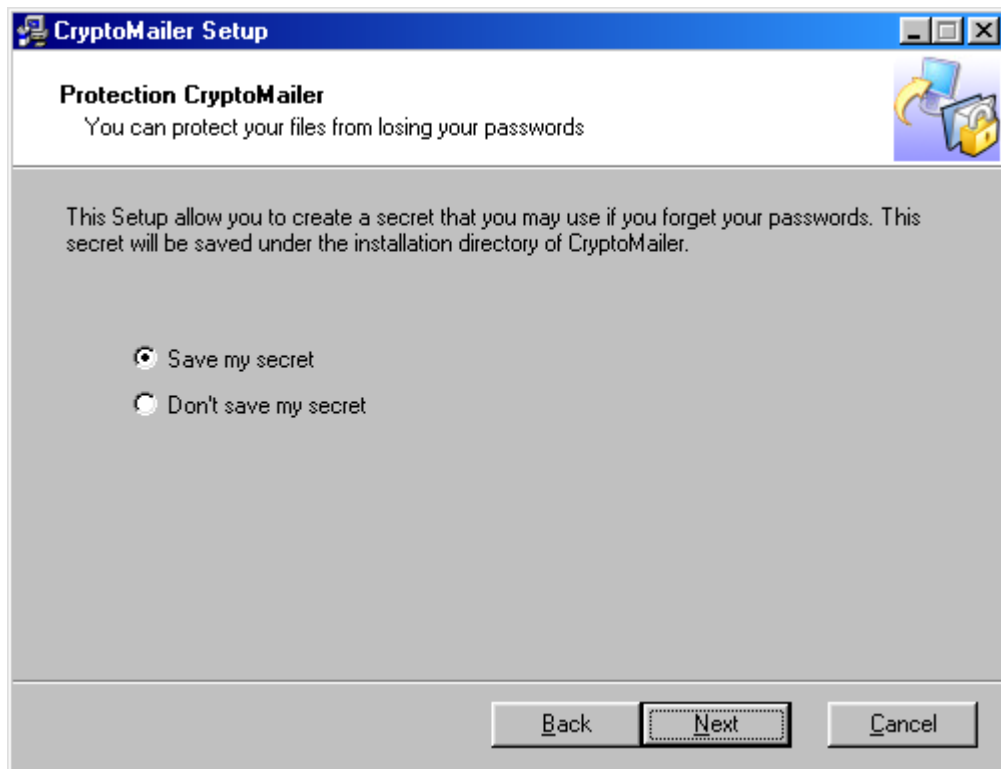 CryptoMailer Setup
Protection CryptoMailer
You can protect your files from losing your passwords
This Setup allow you to create a secret that you may use if you forget your passwords. This
secret will be saved under the installation directory of CryptoMailer.
Save my secret
Don't save my secret
Back Next Cancel